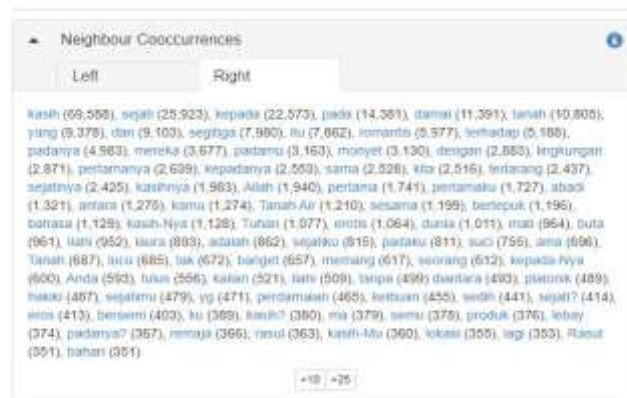 Neighbour Cooccurrences
Left Right
kasih (69,588), sejati (25,923), kepada (22,573), pada (14,381), damai (11,391), tanah (10,805),
yang (9,378), dan (9,103), segitiga (7,980), itu (7,862), romantis (5,977), terhadap (5,188),
padanya (4,983), mereka (3,677), padamu (3,163), monyet (3,130), dengan (2,883), lingkungan
(2,871), pertamanya (2,639), kepadanya (2,553), sama (2,528), kita (2,516), terlarang (2,437),
sejatinya (2,425), kasihnya (1,983), Allah (1,940), pertama (1,741), pertamaku (1,727), abadi
(1,321), antara (1,275), kamu (1,274), Tanah Air (1,210), sesama (1,199), bertepuk (1,196),
bahasa (1,129), kasih-Nya (1,128), Tuhan (1,077), erotis (1,064), dunia (1,011), mati (964), buta
(961), ilahi (952), laura (893), adalah (862), sejatiku (815), padaku (811), suci (755), ama (696),
Tanah (687), lucu (685), tak (672), banget (657), memang (617), seorang (612), kepada-Nya
(600), Anda (593), tulus (556), kalian (521), ilahi (509), tanpa (499) diantara (493), platonik (489),
hakiki (487), sejatimu (479), yg (471), perdamaian (465), keibuan (455), sedih (441), sejati? (414),
eros (413), bersemi (403), ku (389), kasih? (380), ma (379), semu (378), produk (376), lebay
(374), padanya? (367), remaja (366), rasul (363), kasih-Mu (360), lokasi (355), lagi (353), Rasul
(351), bahan (351)
+10 +25